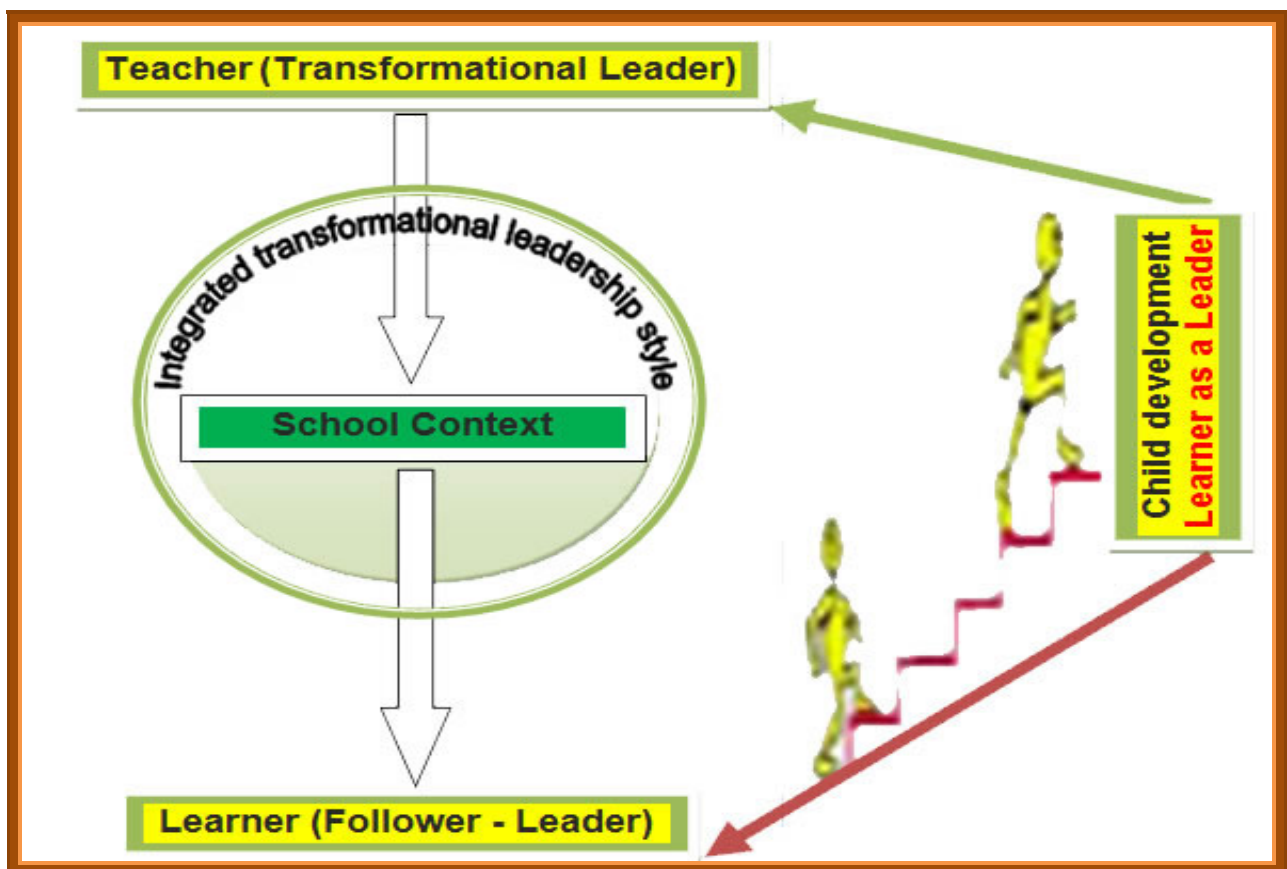 Teacher (Transformational Leader)
Integrated transformational leadership style
School Context
Child development
Learner as a Leader
Learner (Follower - Leader)